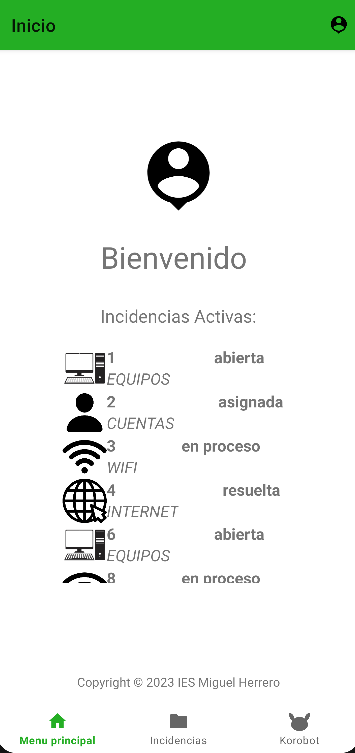 Inicio
Bienvenido
Incidencias Activas:
1 abierta
EQUIPOS
2 asignada
CUENTAS
3 en proceso
WIFI
4 resuelta
INTERNET
6 abierta
EQUIPOS
8 en proceso
Copyright © 2023 IES Miguel Herrero
Menu principal Incidencias Korobot